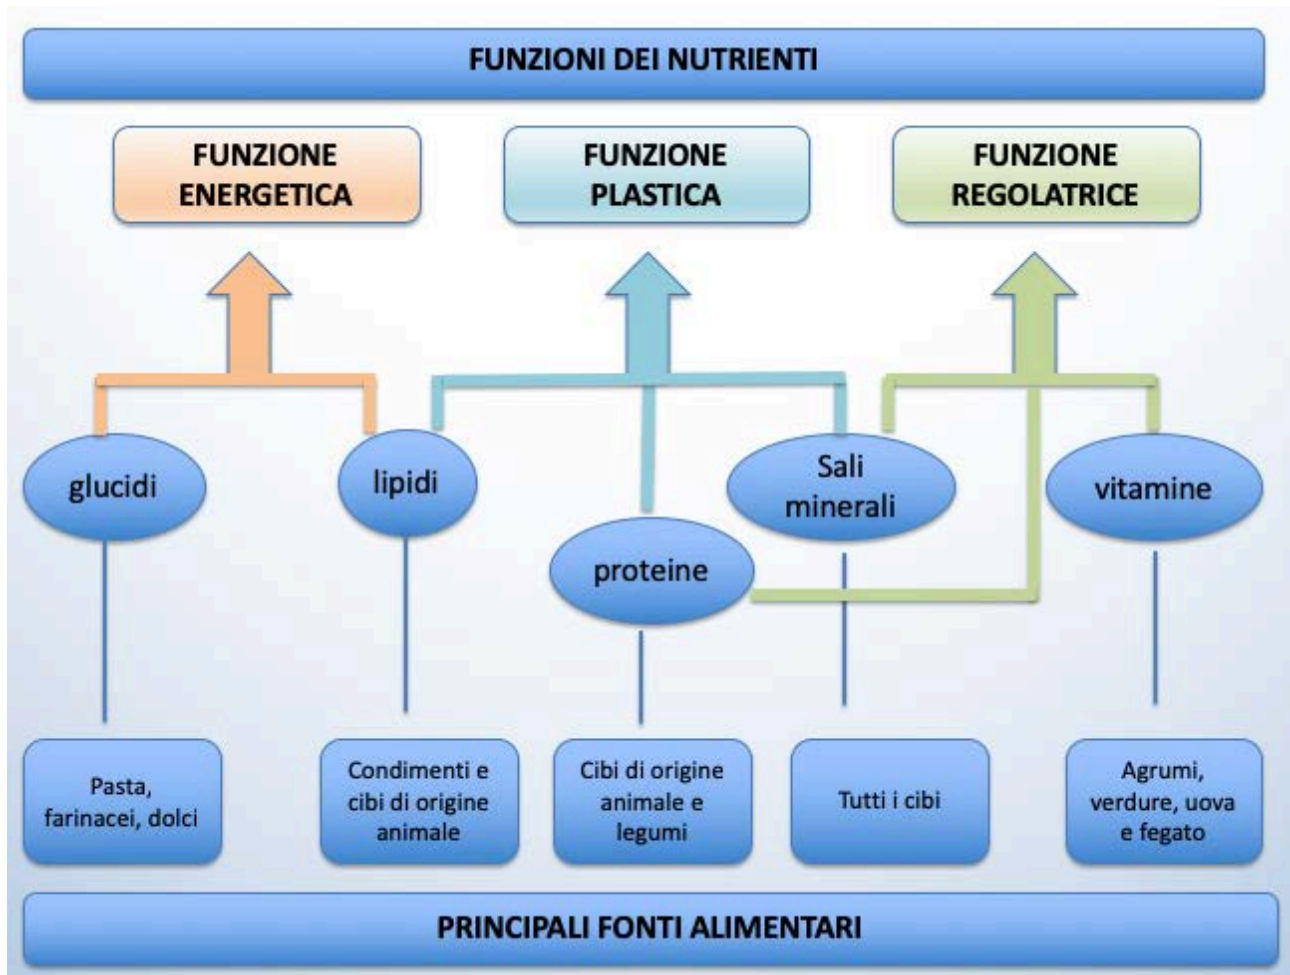 FUNZIONI DEI NUTRIENTI
FUNZIONE
ENERGETICA
FUNZIONE
PLASTICA
FUNZIONE
REGOLATRICE
glucidi
lipidi
proteine
Sali
minerali
vitamine
Pasta,
farinacei, dolci
Condimenti e
cibi di origine
animale
Cibi di origine
animale e
legumi
Tutti i cibi
Agrumi,
verdure, uova
e fegato
PRINCIPALI FONTI ALIMENTARI